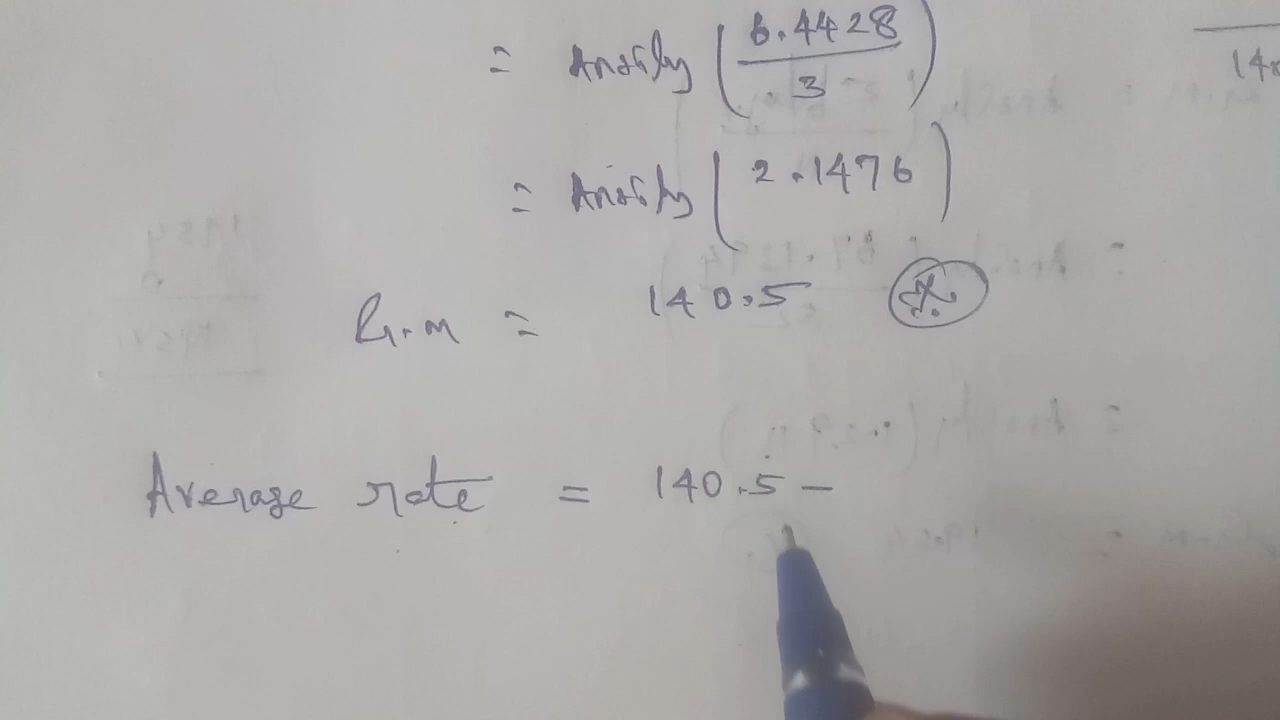 = Antilog (6.4428 / 3)
= Antilog (2.1476)
G.M = 140.5 %
Average rate = 140.5 –